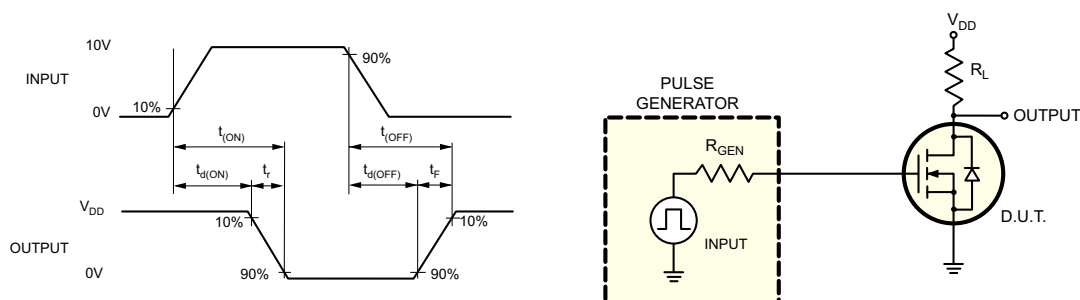 10V
INPUT
90%
10%
0V
t(ON)
t(OFF)
td(ON)
tr
td(OFF)
tF
VDD
10%
10%
OUTPUT
90%
90%
0V
VDD
RL
PULSE
GENERATOR
OUTPUT
RGEN
INPUT
D.U.T.